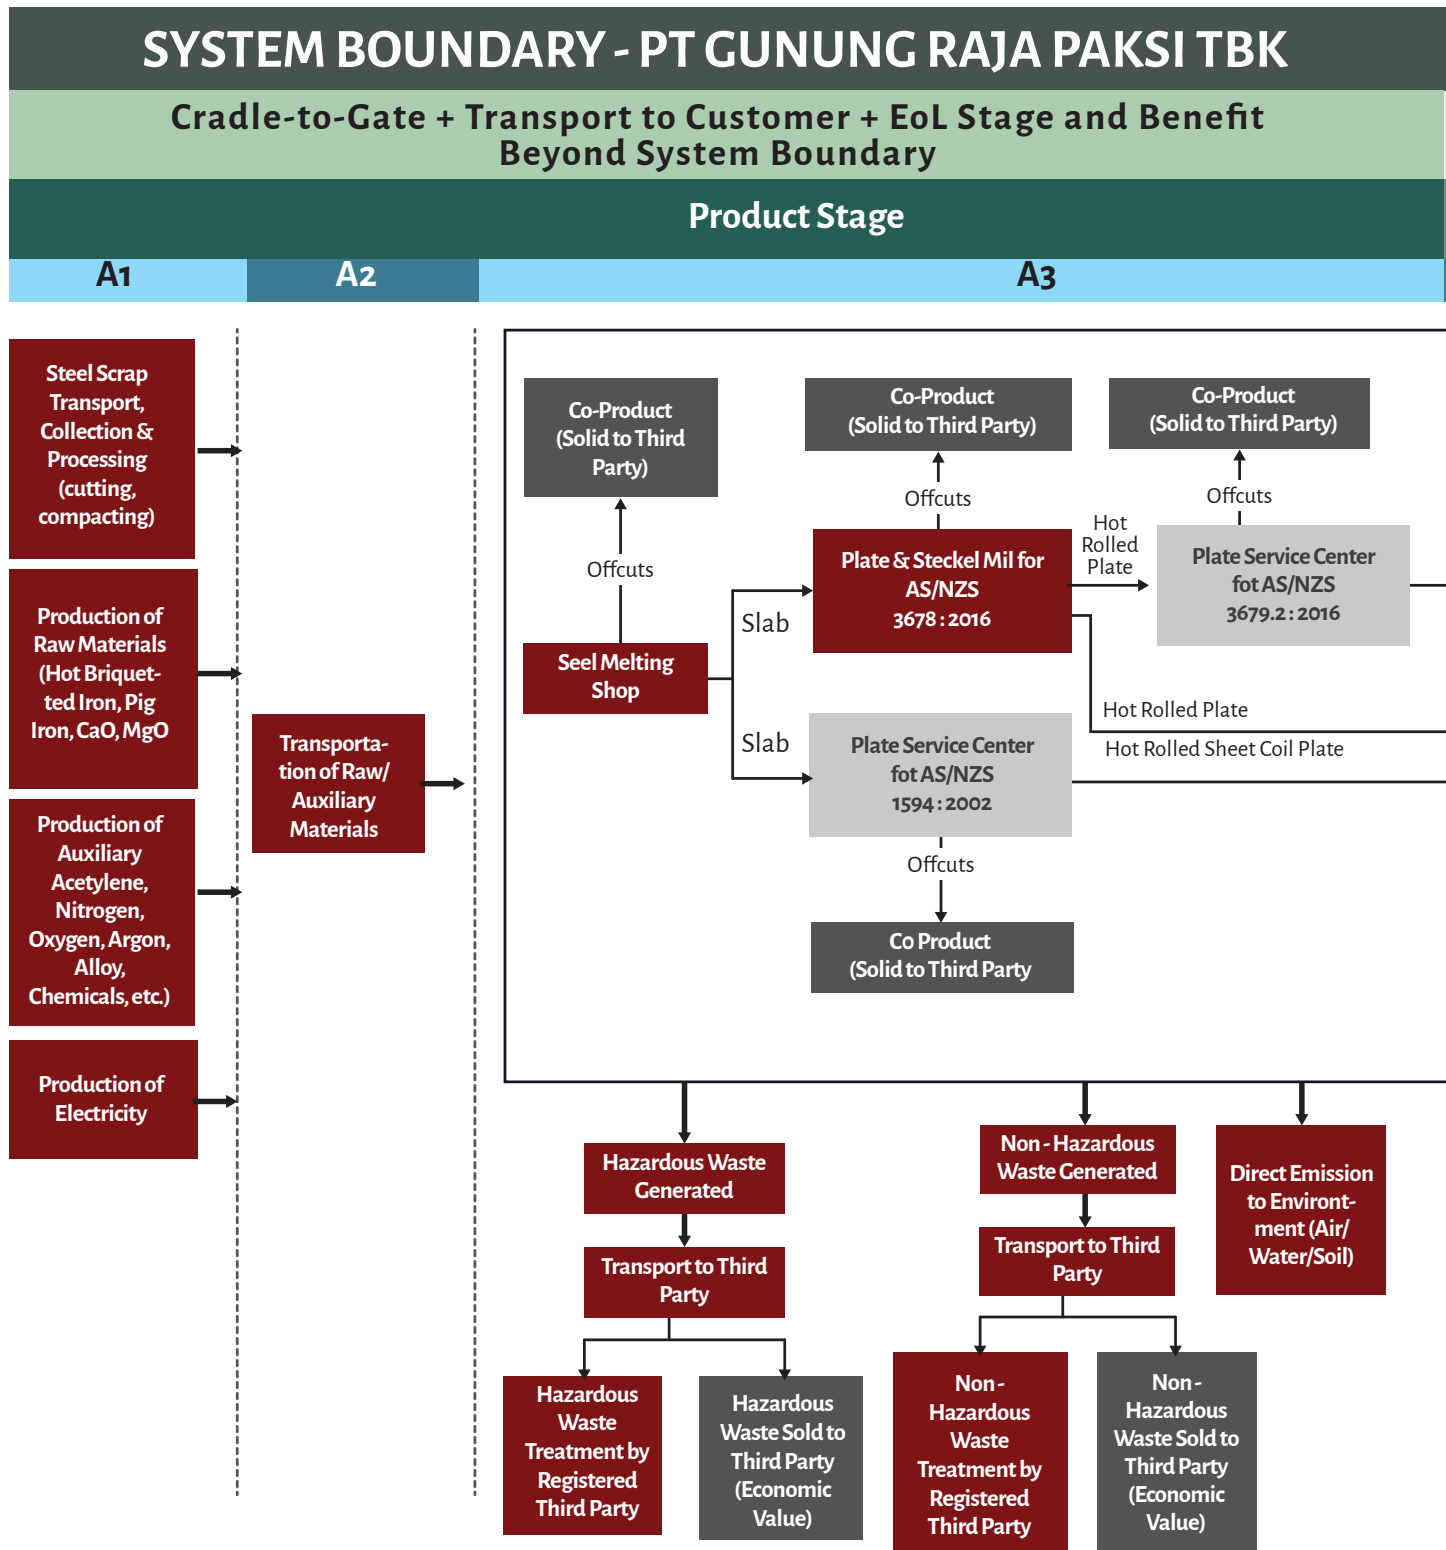 SYSTEM BOUNDARY - PT GUNUNG RAJA PAKSI TBK
Cradle-to-Gate + Transport to Customer + EoL Stage and Benefit
Beyond System Boundary
Product Stage
A1
A2
A3
Steel Scrap
Transport,
Collection &
Processing
(cutting,
compacting)
Production of
Raw Materials
(Hot Briquet-
ted Iron, Pig
Iron, CaO, MgO
Production of
Auxiliary
Acetylene,
Nitrogen,
Oxygen, Argon,
Alloy,
Chemicals, etc.)
Production of
Electricity
Transporta-
tion of Raw/
Auxiliary
Materials
Co-Product
(Solid to Third
Party)
Offcuts
Seel Melting
Shop
Slab
Slab
Co-Product
(Solid to Third Party)
Offcuts
Plate & Steckel Mil for
AS/NZS
3678 : 2016
Hot
Rolled
Plate
Co-Product
(Solid to Third Party)
Offcuts
Plate Service Center
fot AS/NZS
3679.2 : 2016
Hot Rolled Plate
Hot Rolled Sheet Coil Plate
Plate Service Center
fot AS/NZS
1594 : 2002
Offcuts
C0 Product
(Solid to Third Party
Hazardous Waste
Generated
Transport to Third
Party
Hazardous
Waste
Treatment by
Registered
Third Party
Hazardous
Waste Sold to
Third Party
(Economic
Value)
Non - Hazardous
Waste Generated
Transport to Third
Party
Non -
Hazardous
Waste
Treatment by
Registered
Third Party
Non -
Hazardous
Waste Sold to
Third Party
(Economic
Value)
Direct Emission
to Environt-
ment (Air/
Water/Soil)